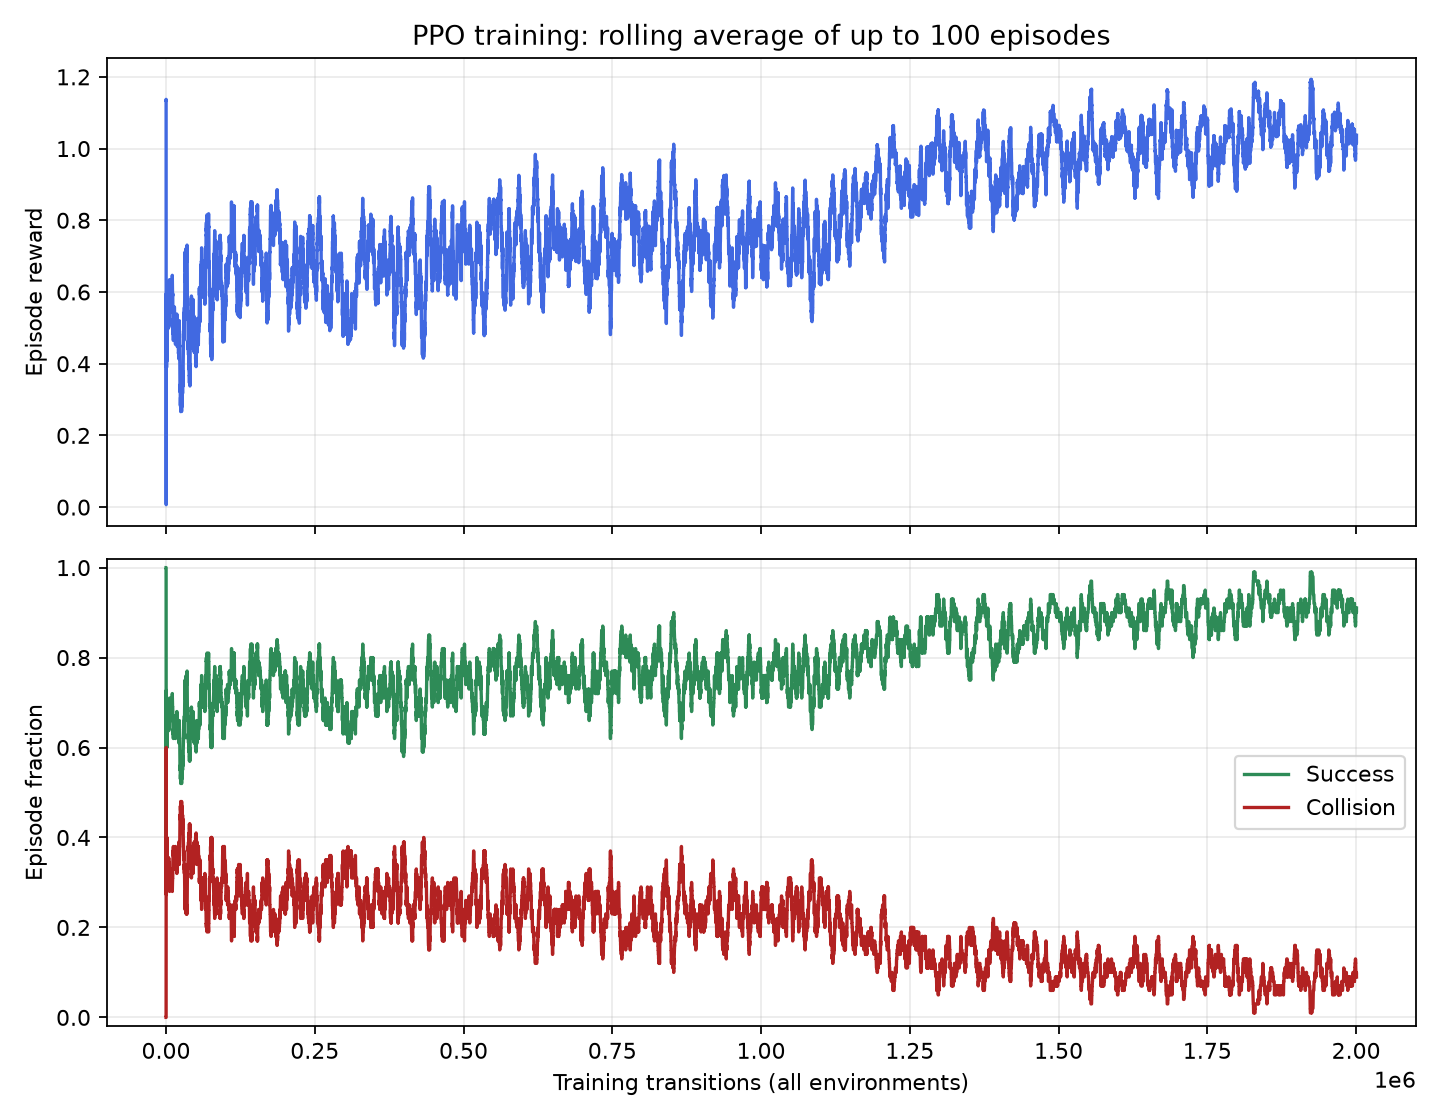 PPO training: rolling average of up to 100 episodes
1.2
1.0
0.8
0.6
0.4
0.2
0.0
Episode reward
1.0
0.8
0.6
0.4
0.2
0.0
Episode fraction
Success
Collision
0.00 0.25 0.50 0.75 1.00 1.25 1.50 1.75 2.00
1e6
Training transitions (all environments)